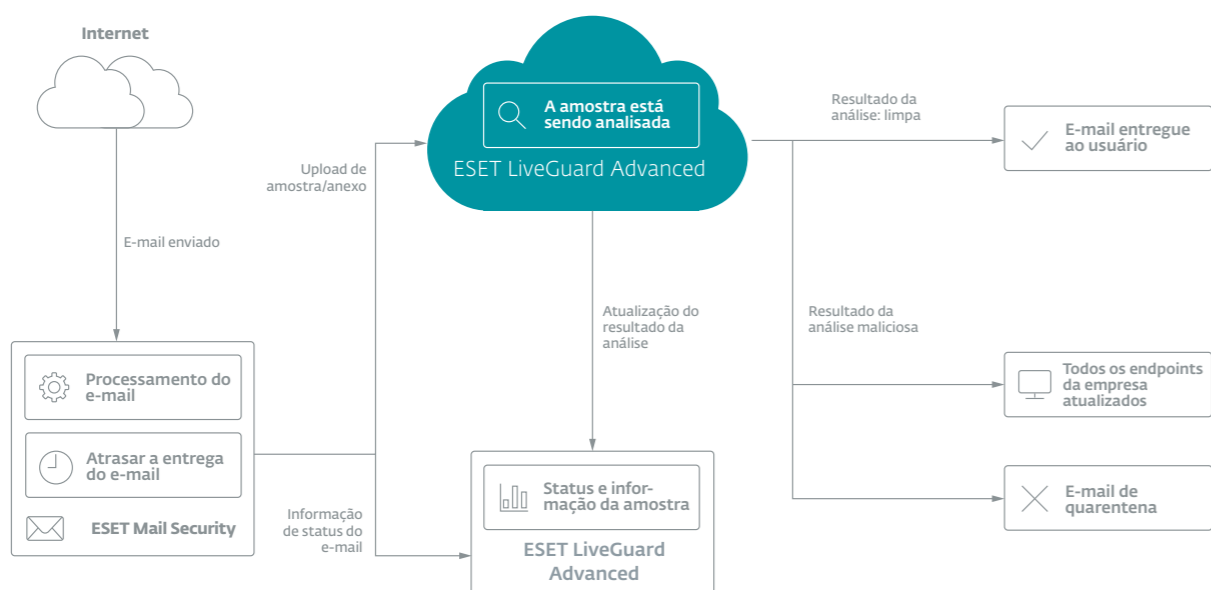 Internet
E-mail enviado
Processamento do
e-mail
Atrasar a entrega
do e-mail
ESET Mail Security
Upload de
amostra/anexo
Informação
de status do
e-mail
A amostra está
sendo analisada
ESET LiveGuard Advanced
Atualização do
resultado da
análise
Status e infor-
mação da amostra
ESET LiveGuard
Advanced
Resultado da
análise: limpa
E-mail entregue
ao usuário
Resultado da
análise maliciosa
Todos os endpoints
da empresa
atualizados
E-mail de
quarentena